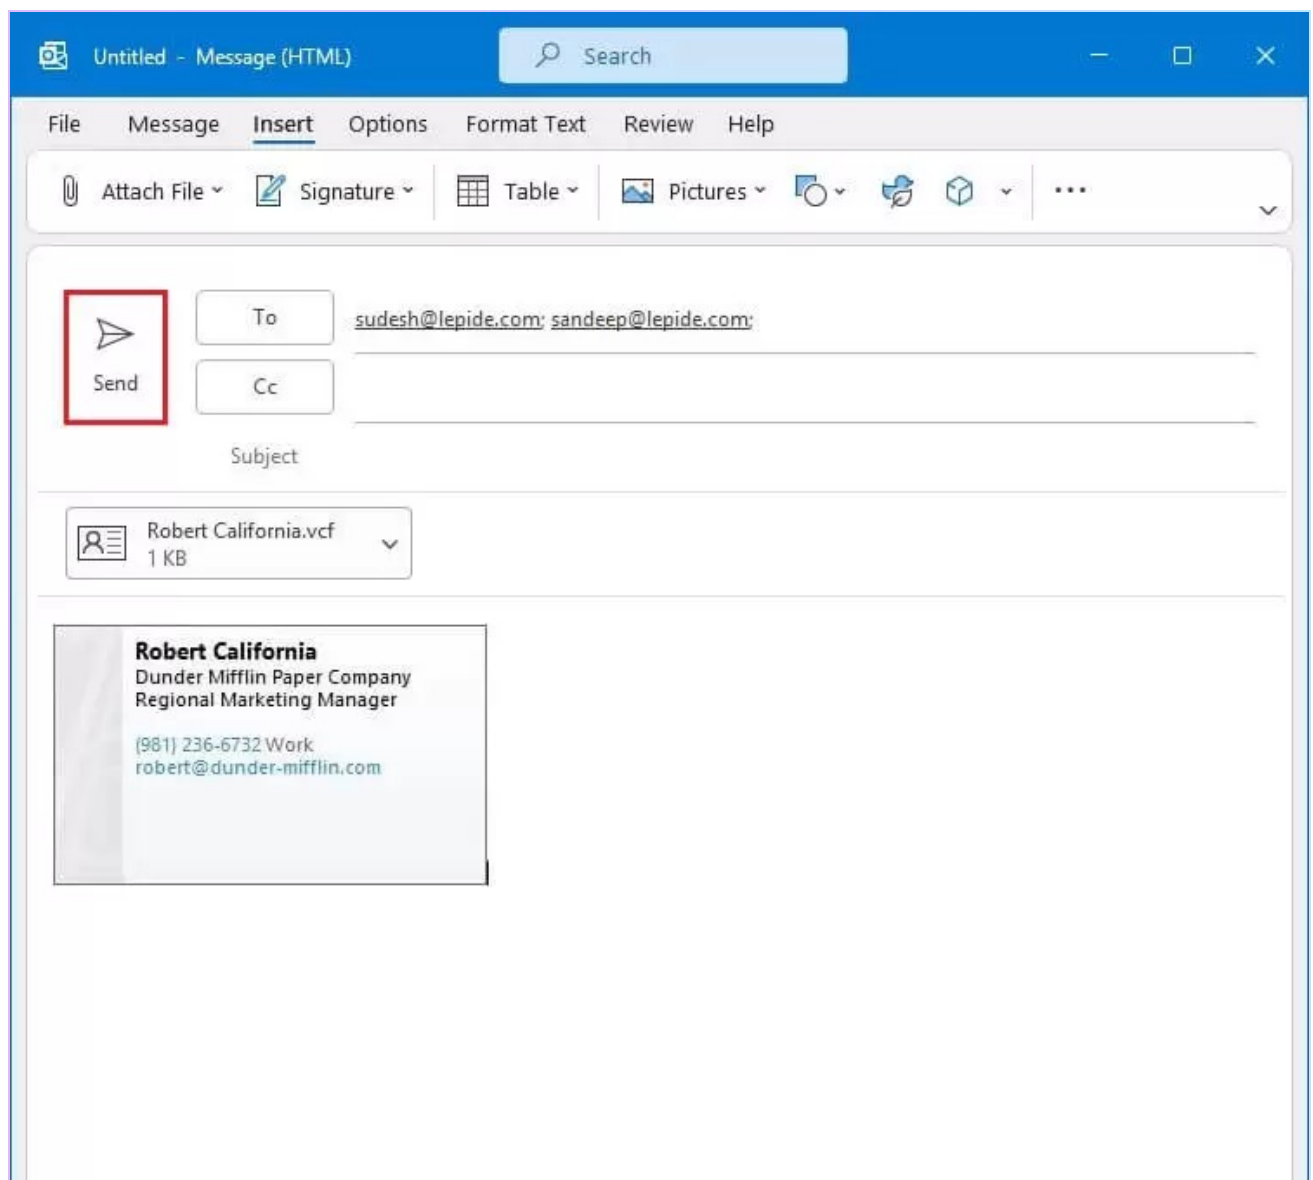 Untitled - Message (HTML)
Search
File Message Insert Options Format Text Review Help
Attach File Signature Table Pictures
Send
To
sudesh@lepide.com; sandeep@lepide.com;
Cc
Subject
Robert California.vcf
1 KB
Robert California
Dunder Mifflin Paper Company
Regional Marketing Manager
(981) 236-6732 Work
robert@dunder-mifflin.com